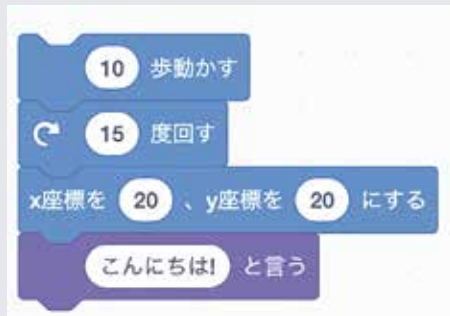 10 歩動かす
15 度回す
x座標を 20 、y座標を 20 にする
こんにちは! と言う